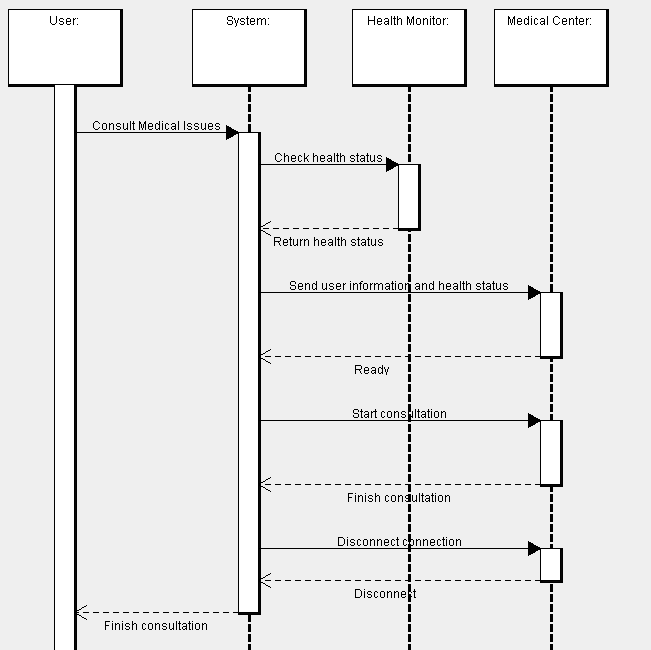 User:
System:
Health Monitor:
Medical Center:
Consult Medical Issues
Check health status
Return health status
Send user information and health status
Ready
Start consultation
Finish consultation
Disconnect connection
Disconnect
Finish consultation